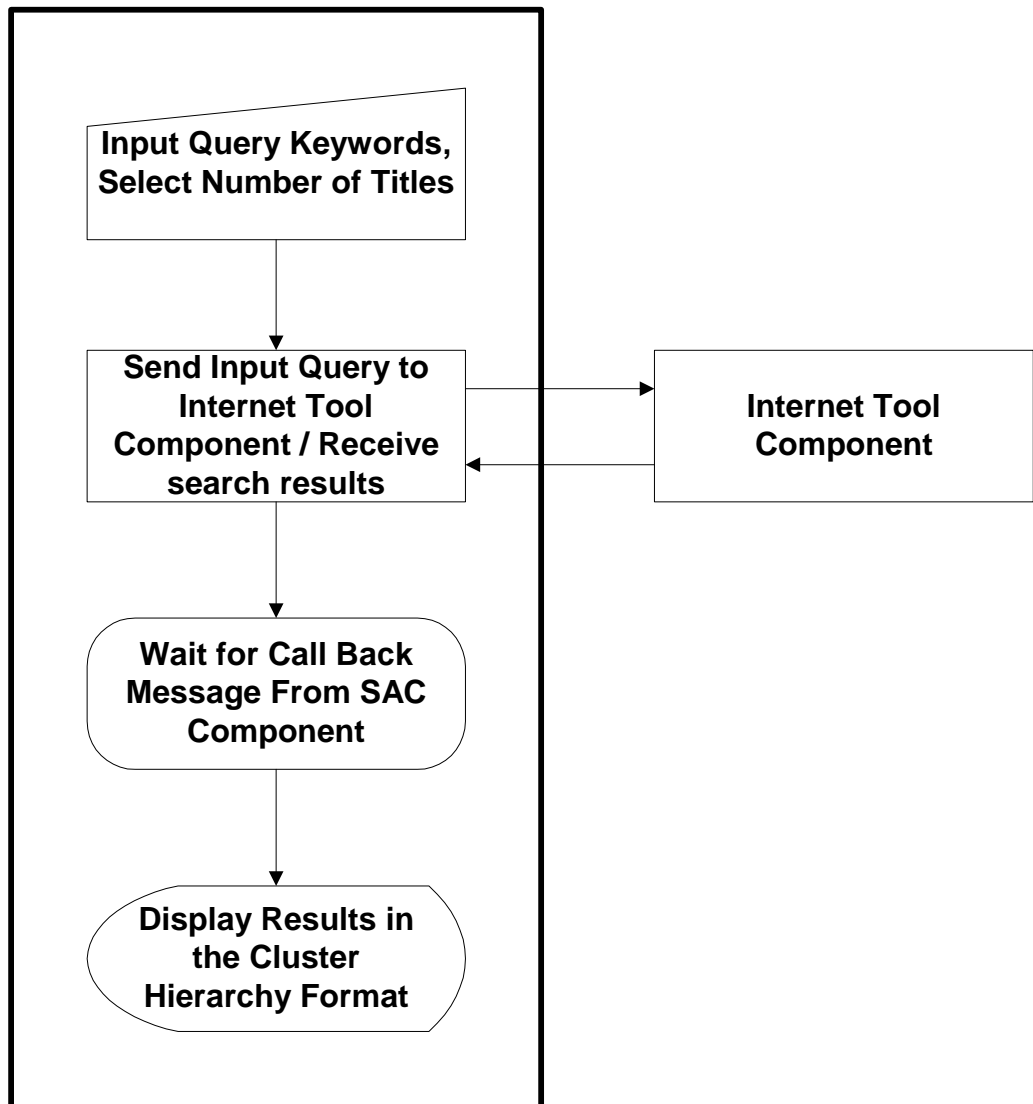 Input Query Keywords,
Select Number of Titles
Send Input Query to
Internet Tool
Component / Receive
search results
Internet Tool
Component
Wait for Call Back
Message From SAC
Component
Display Results in
the Cluster
Hierarchy Format